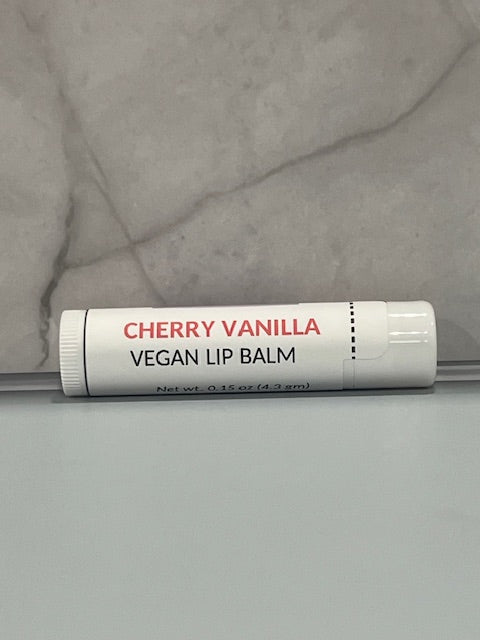 CHERRY VANILLA
VEGAN LIP BALM
Net wt. 0.15 oz (4.3 gm)